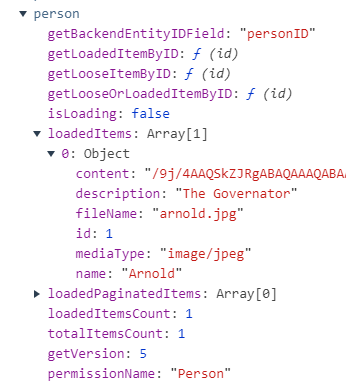 person
getBackendEntityIDField: "personID"
getLoadedItemByID: ƒ (id)
getLooseItemByID: ƒ (id)
getLooseOrLoadedItemByID: ƒ (id)
isLoading: false
loadedItems: Array[1]
0: Object
content: "/9j/4AAQSkZJRgABAQAAAQABAA
description: "The Governator"
fileName: "arnold.jpg"
id: 1
mediaType: "image/jpeg"
name: "Arnold"
loadedPaginatedItems: Array[0]
loadedItemsCount: 1
totalItemsCount: 1
getVersion: 5
permissionName: "Person"